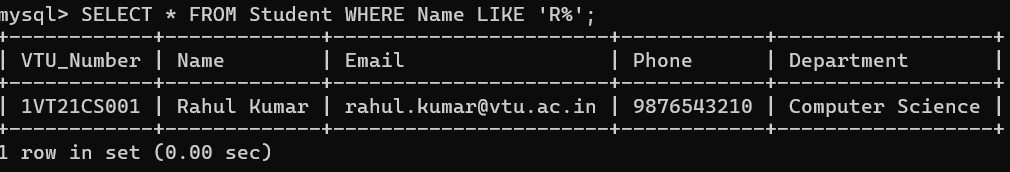 mysql> SELECT * FROM Student WHERE Name LIKE 'R%';
+------------+-------------+-----------------------+------------+------------------+
| VTU_Number | Name        | Email                 | Phone      | Department       |
+------------+-------------+-----------------------+------------+------------------+
| 1VT21CS001 | Rahul Kumar | rahul.kumar@vtu.ac.in | 9876543210 | Computer Science |
+------------+-------------+-----------------------+------------+------------------+
1 row in set (0.00 sec)